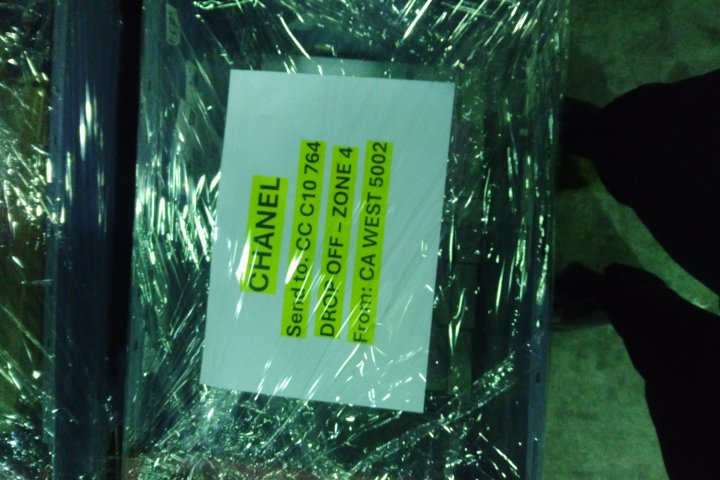 CHANEL
Send to: CC C10 764
DROP OFF – ZONE 4
From: CA WEST 5002